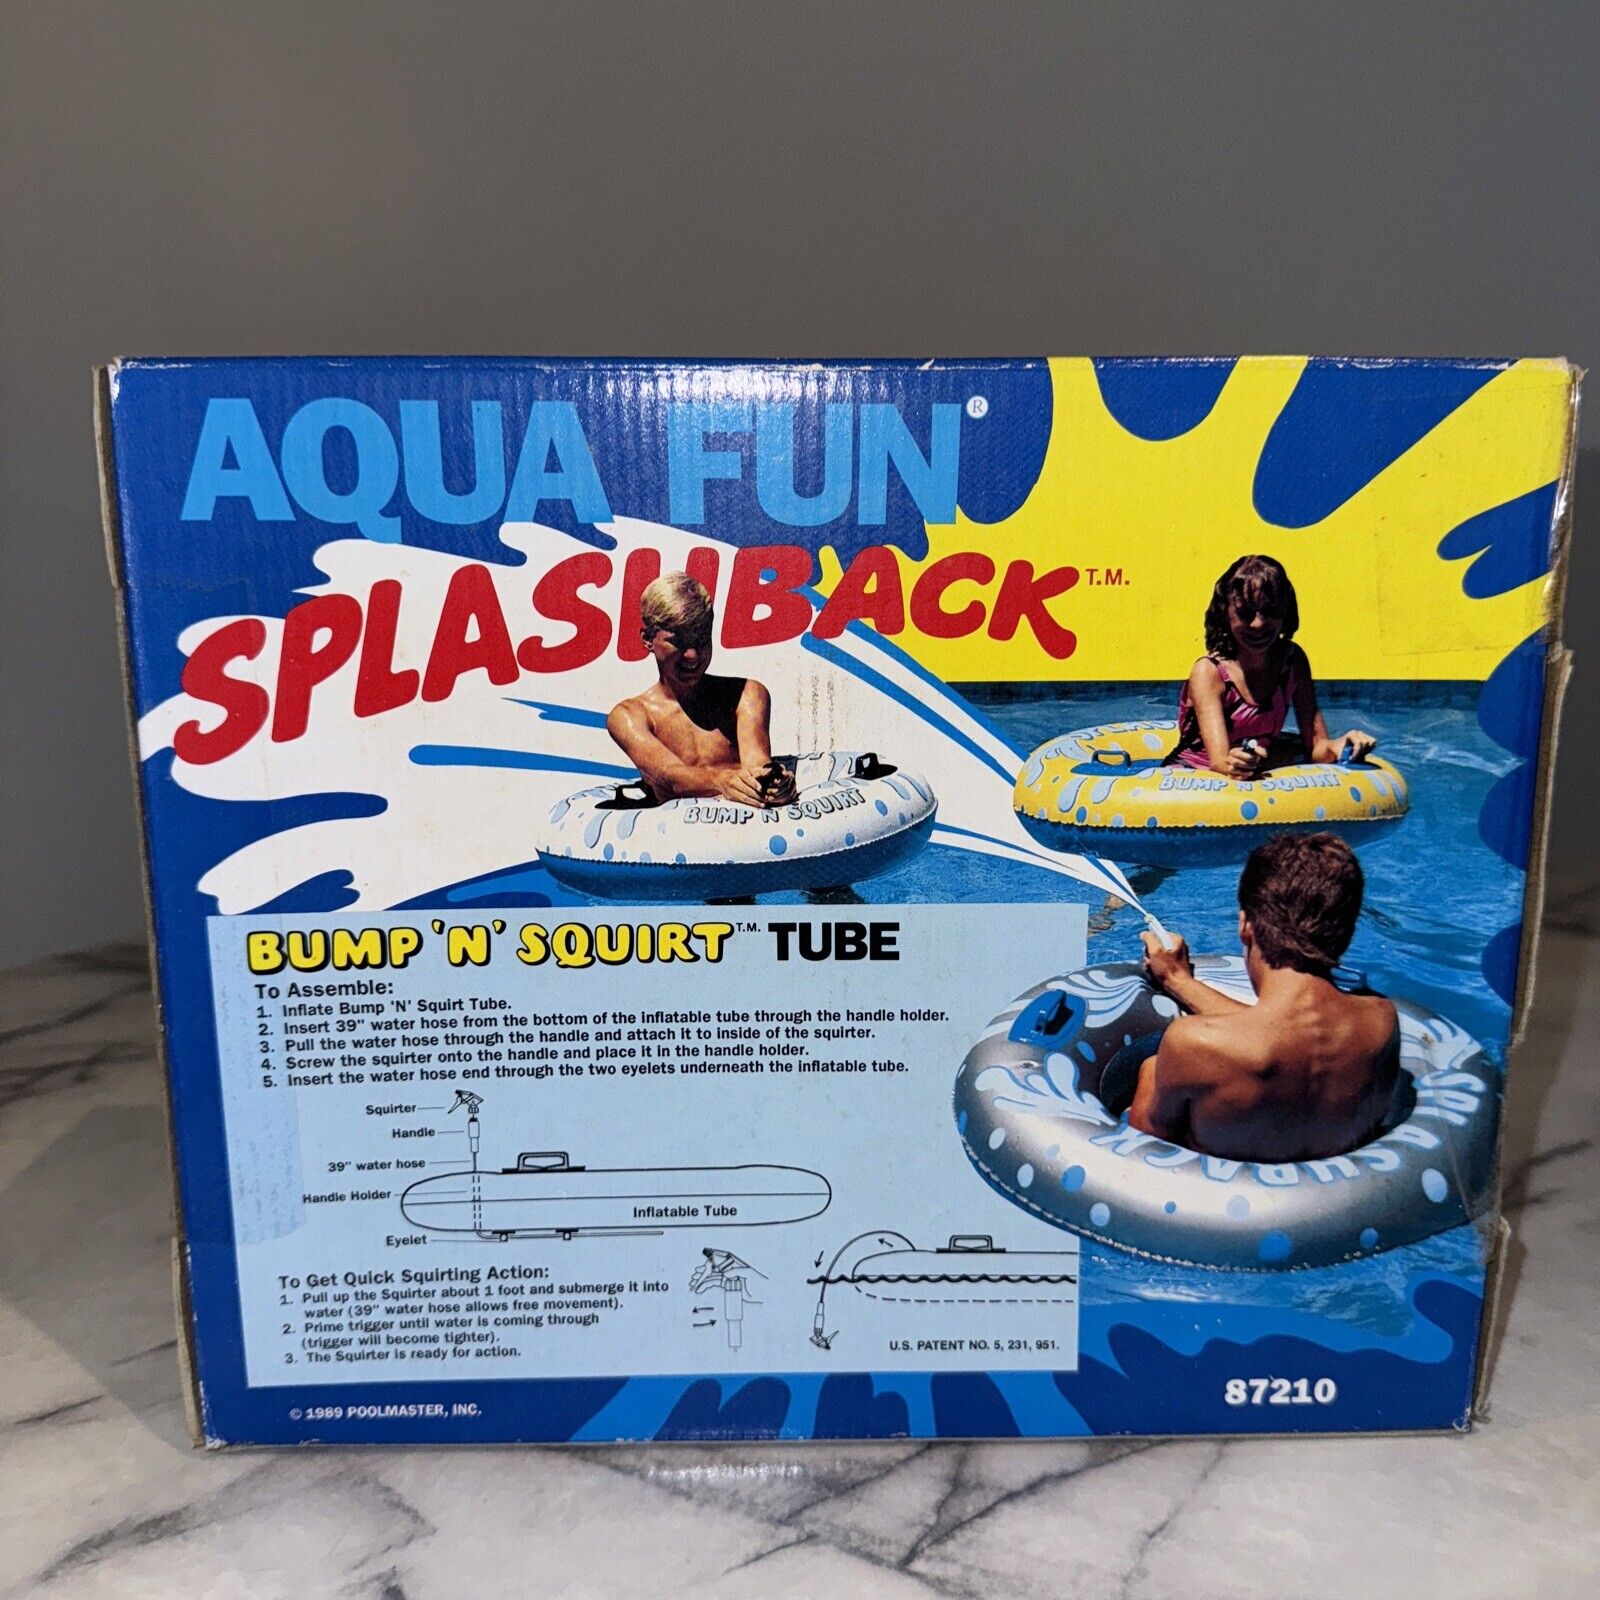 AQUA FUN®
SPLASHBACK T.M.
BUMP N SQUIRT
BUMP N SQUIRT
SPLASHBACK
BUMP 'N' SQUIRT T.M. TUBE
To Assemble:
1. Inflate Bump 'N' Squirt Tube.
2. Insert 39" water hose from the bottom of the inflatable tube through the handle holder.
3. Pull the water hose through the handle and attach it to inside of the squirter.
4. Screw the squirter onto the handle and place it in the handle holder.
5. Insert the water hose end through the two eyelets underneath the inflatable tube.
Squirter
Handle
39" water hose
Handle Holder
Inflatable Tube
Eyelet
To Get Quick Squirting Action:
1. Pull up the Squirter about 1 foot and submerge it into
water (39" water hose allows free movement).
2. Prime trigger until water is coming through
(trigger will become tighter).
3. The Squirter is ready for action.
U.S. PATENT NO. 5, 231, 951.
© 1989 POOLMASTER, INC.
87210